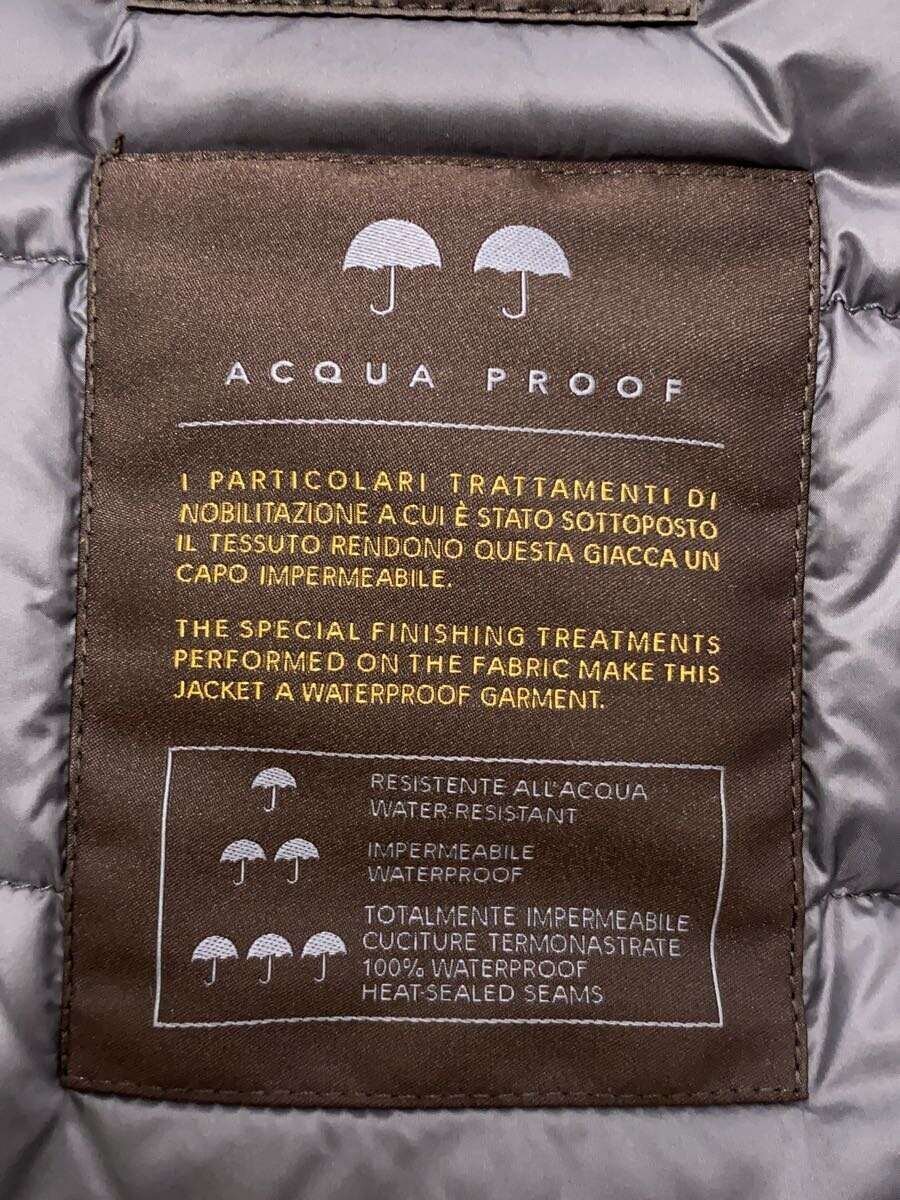 ACQUA PROOF
I PARTICOLARI TRATTAMENTI DI
NOBILITAZIONE A CUI È STATO SOTTOPOSTO
IL TESSUTO RENDONO QUESTA GIACCA UN
CAPO IMPERMEABILE.
THE SPECIAL FINISHING TREATMENTS
PERFORMED ON THE FABRIC MAKE THIS
JACKET A WATERPROOF GARMENT.
RESISTENTE ALL'ACQUA
WATER-RESISTANT
IMPERMEABILE
WATERPROOF
TOTALMENTE IMPERMEABILE
CUCITURE TERMONASTRATE
100% WATERPROOF
HEAT-SEALED SEAMS